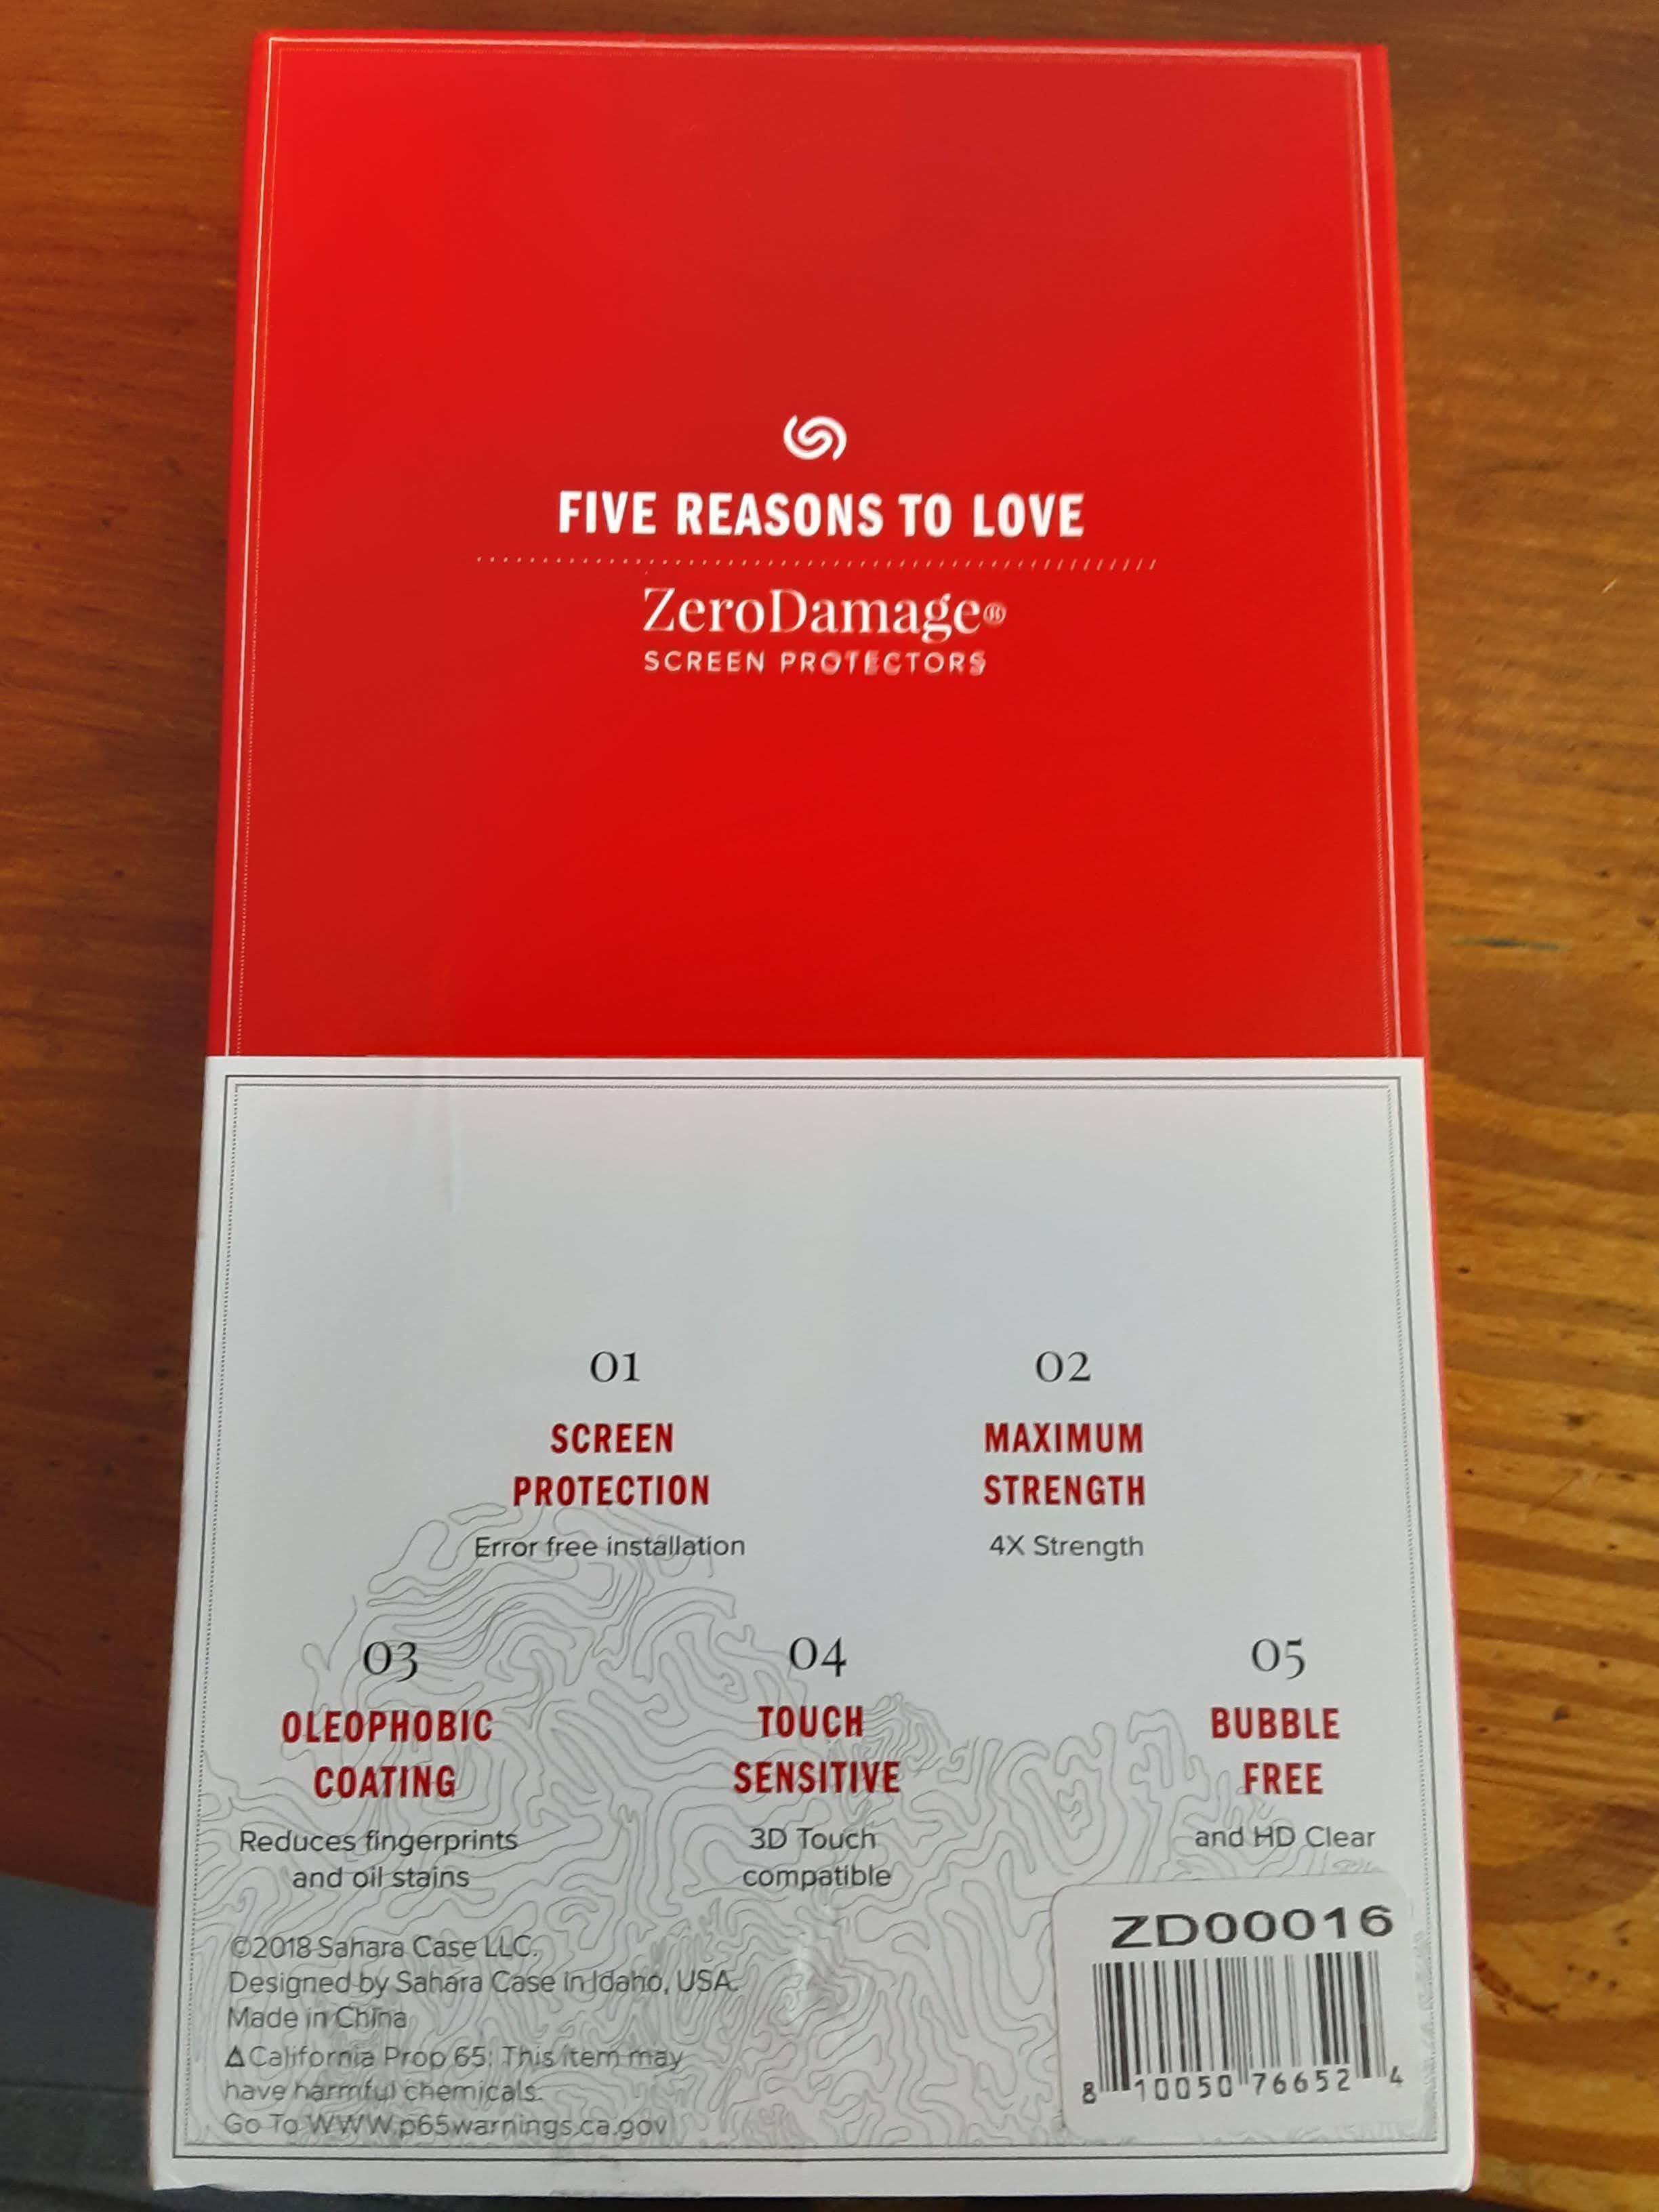 FIVE REASONS TO LOVE
ZeroDamage®
SCREEN PROTECTORS
01
SCREEN
PROTECTION
Error free installation
02
MAXIMUM
STRENGTH
4X Strength
03
OLEOPHOBIC
COATING
Reduces fingerprints
and oil stains
04
TOUCH
SENSITIVE
3D Touch
compatible
05
BUBBLE
FREE
and HD Clear
©2018 Sahara Case LLC.
Designed by Sahara Case in Idaho, USA.
Made in China
⚠California Prop 65: This item may
have harmful chemicals.
Go To WWW.p65warnings.ca.gov
ZD00016
8 10050 76652 4